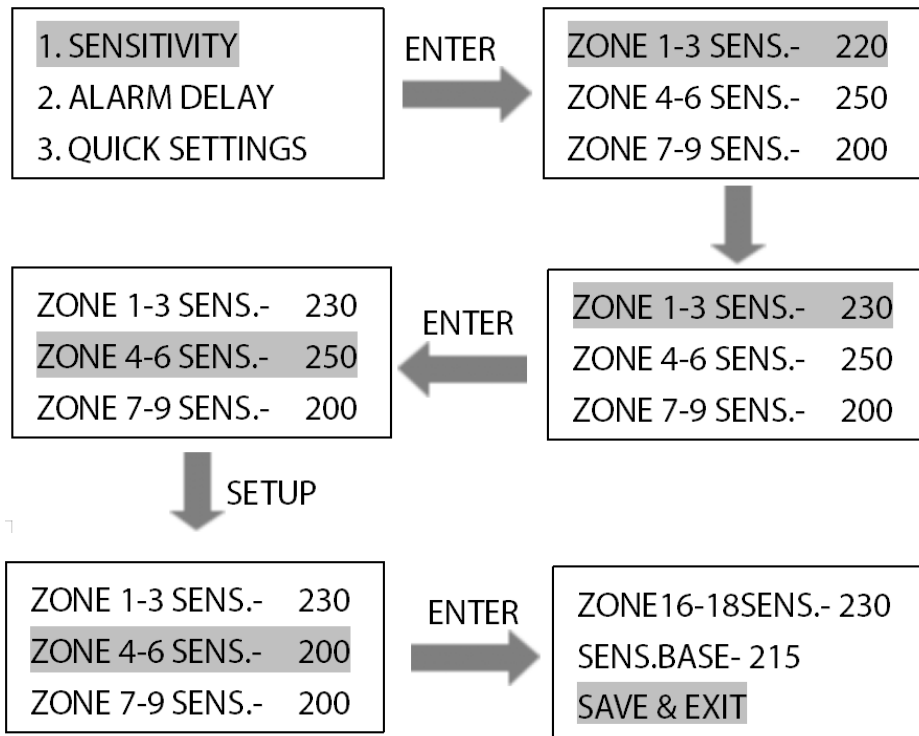 1. SENSITIVITY
2. ALARM DELAY
3. QUICK SETTINGS
ENTER
ZONE 1-3 SENS.- 220
ZONE 4-6 SENS.- 250
ZONE 7-9 SENS.- 200
ZONE 1-3 SENS.- 230
ZONE 4-6 SENS.- 250
ZONE 7-9 SENS.- 200
ENTER
ZONE 1-3 SENS.- 230
ZONE 4-6 SENS.- 250
ZONE 7-9 SENS.- 200
SETUP
ZONE 1-3 SENS.- 230
ZONE 4-6 SENS.- 200
ZONE 7-9 SENS.- 200
ENTER
ZONE16-18SENS.- 230
SENS.BASE- 215
SAVE & EXIT